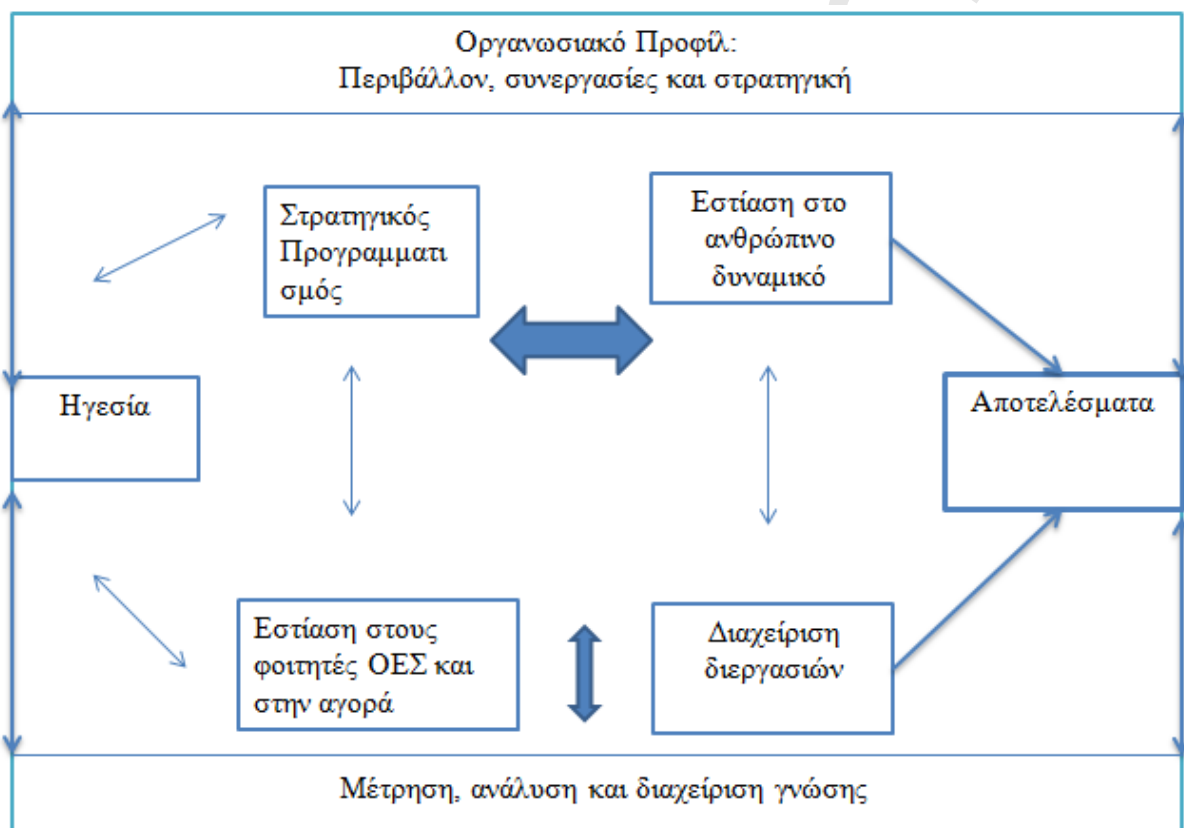 Οργανωσιακό Προφίλ:
Περιβάλλον, συνεργασίες και στρατηγική
Στρατηγικός
Προγραμματι
σμός
Εστίαση στο
ανθρώπινο
δυναμικό
Ηγεσία
Αποτελέσματα
Εστίαση στους
φοιτητές ΟΕΣ και
στην αγορά
Διαχείριση
διεργασιών
Μέτρηση, ανάλυση και διαχείριση γνώσης